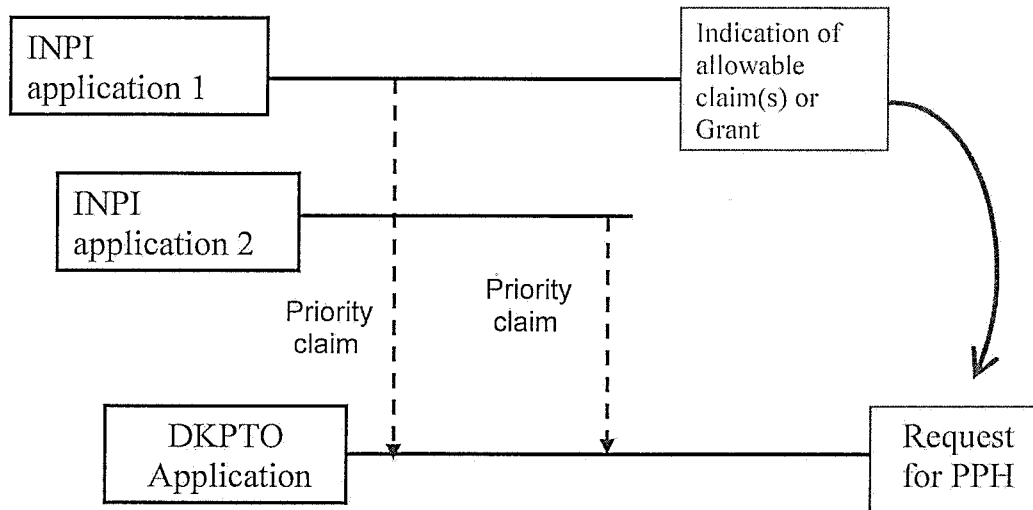 INPI
application 1
Indication of
allowable
claim(s) or
Grant
INPI
application 2
Priority
claim
Priority
claim
DKPTO
Application
Request
for PPH